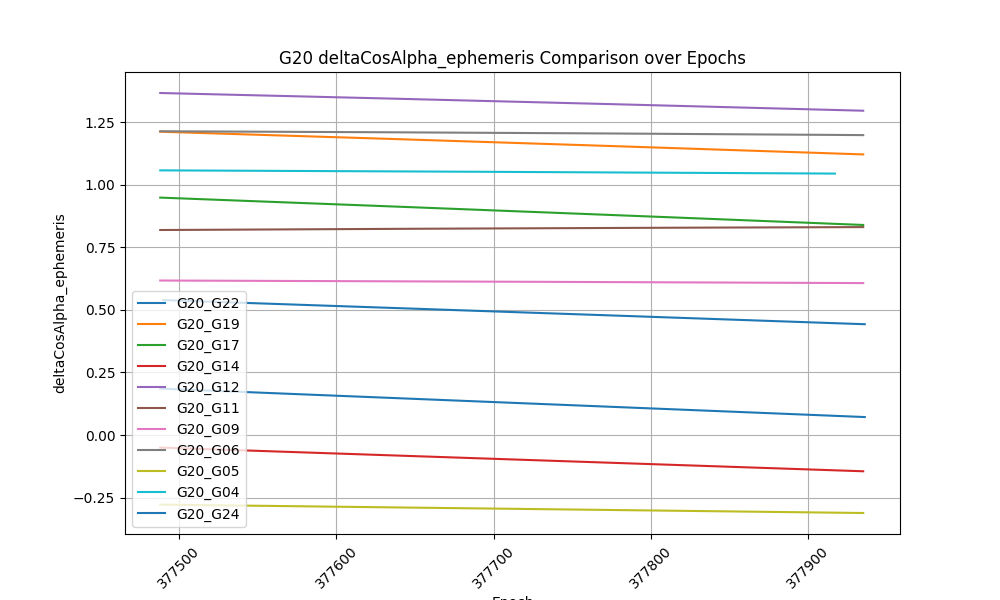 G20 deltaCosAlpha_ephemeris Comparison over Epochs
deltaCosAlpha_ephemeris
1.25
1.00
0.75
0.50
0.25
0.00
−0.25
G20_G22
G20_G19
G20_G17
G20_G14
G20_G12
G20_G11
G20_G09
G20_G06
G20_G05
G20_G04
G20_G24
377500
377600
377700
377800
377900
Epoch